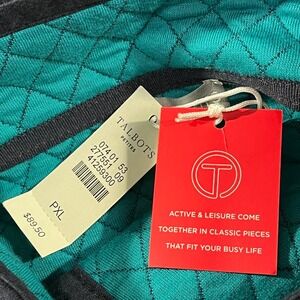 TALBOTS
PETITES
074 01 53
277551 00
41259300
PXL
$89.50
T
ACTIVE & LEISURE COME
TOGETHER IN CLASSIC PIECES
THAT FIT YOUR BUSY LIFE